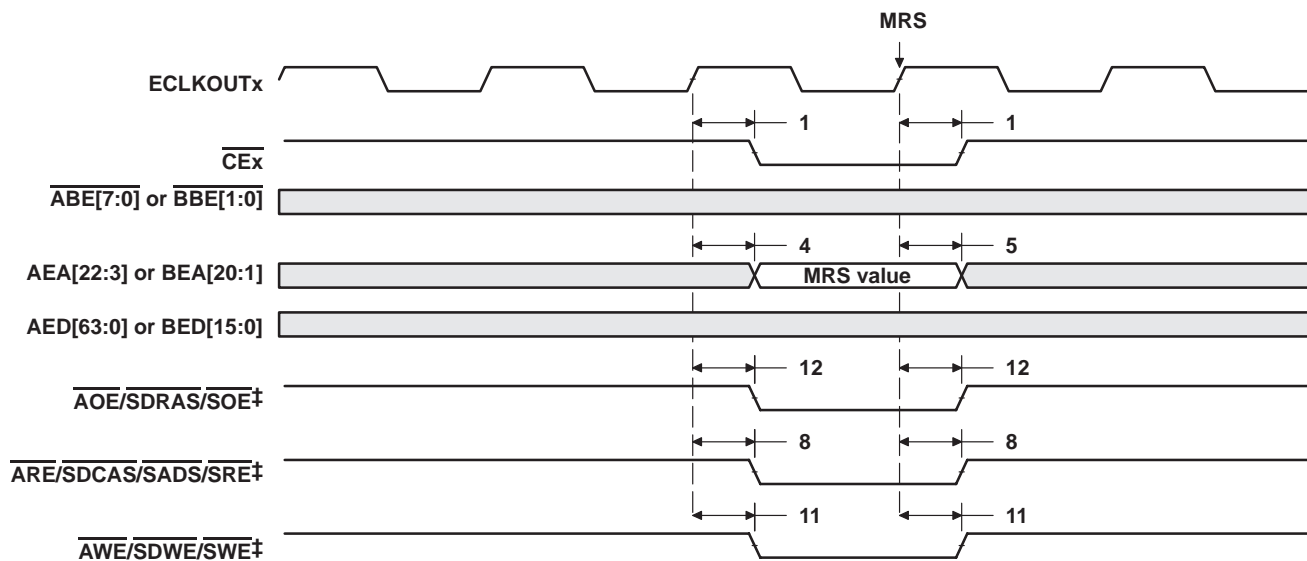 MRS
ECLKOUTx
1 1
CEx
ABE[7:0] or BBE[1:0]
4 5
AEA[22:3] or BEA[20:1] MRS value
AED[63:0] or BED[15:0]
12 12
AOE/SDRAS/SOE‡
8 8
ARE/SDCAS/SADS/SRE‡
11 11
AWE/SDWE/SWE‡